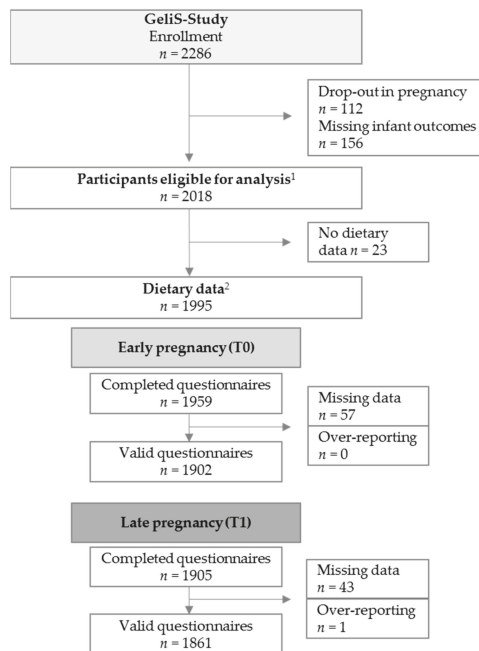 GeliS-Study
Enrollment
n = 2286
Drop-out in pregnancy
n = 112
Missing infant outcomes
n = 156
Participants eligible for analysis¹
n = 2018
No dietary
data n = 23
Dietary data²
n = 1995
Early pregnancy (T0)
Completed questionnaires
n = 1959
Missing data
n = 57
Over-reporting
n = 0
Valid questionnaires
n = 1902
Late pregnancy (T1)
Completed questionnaires
n = 1905
Missing data
n = 43
Over-reporting
n = 1
Valid questionnaires
n = 1861